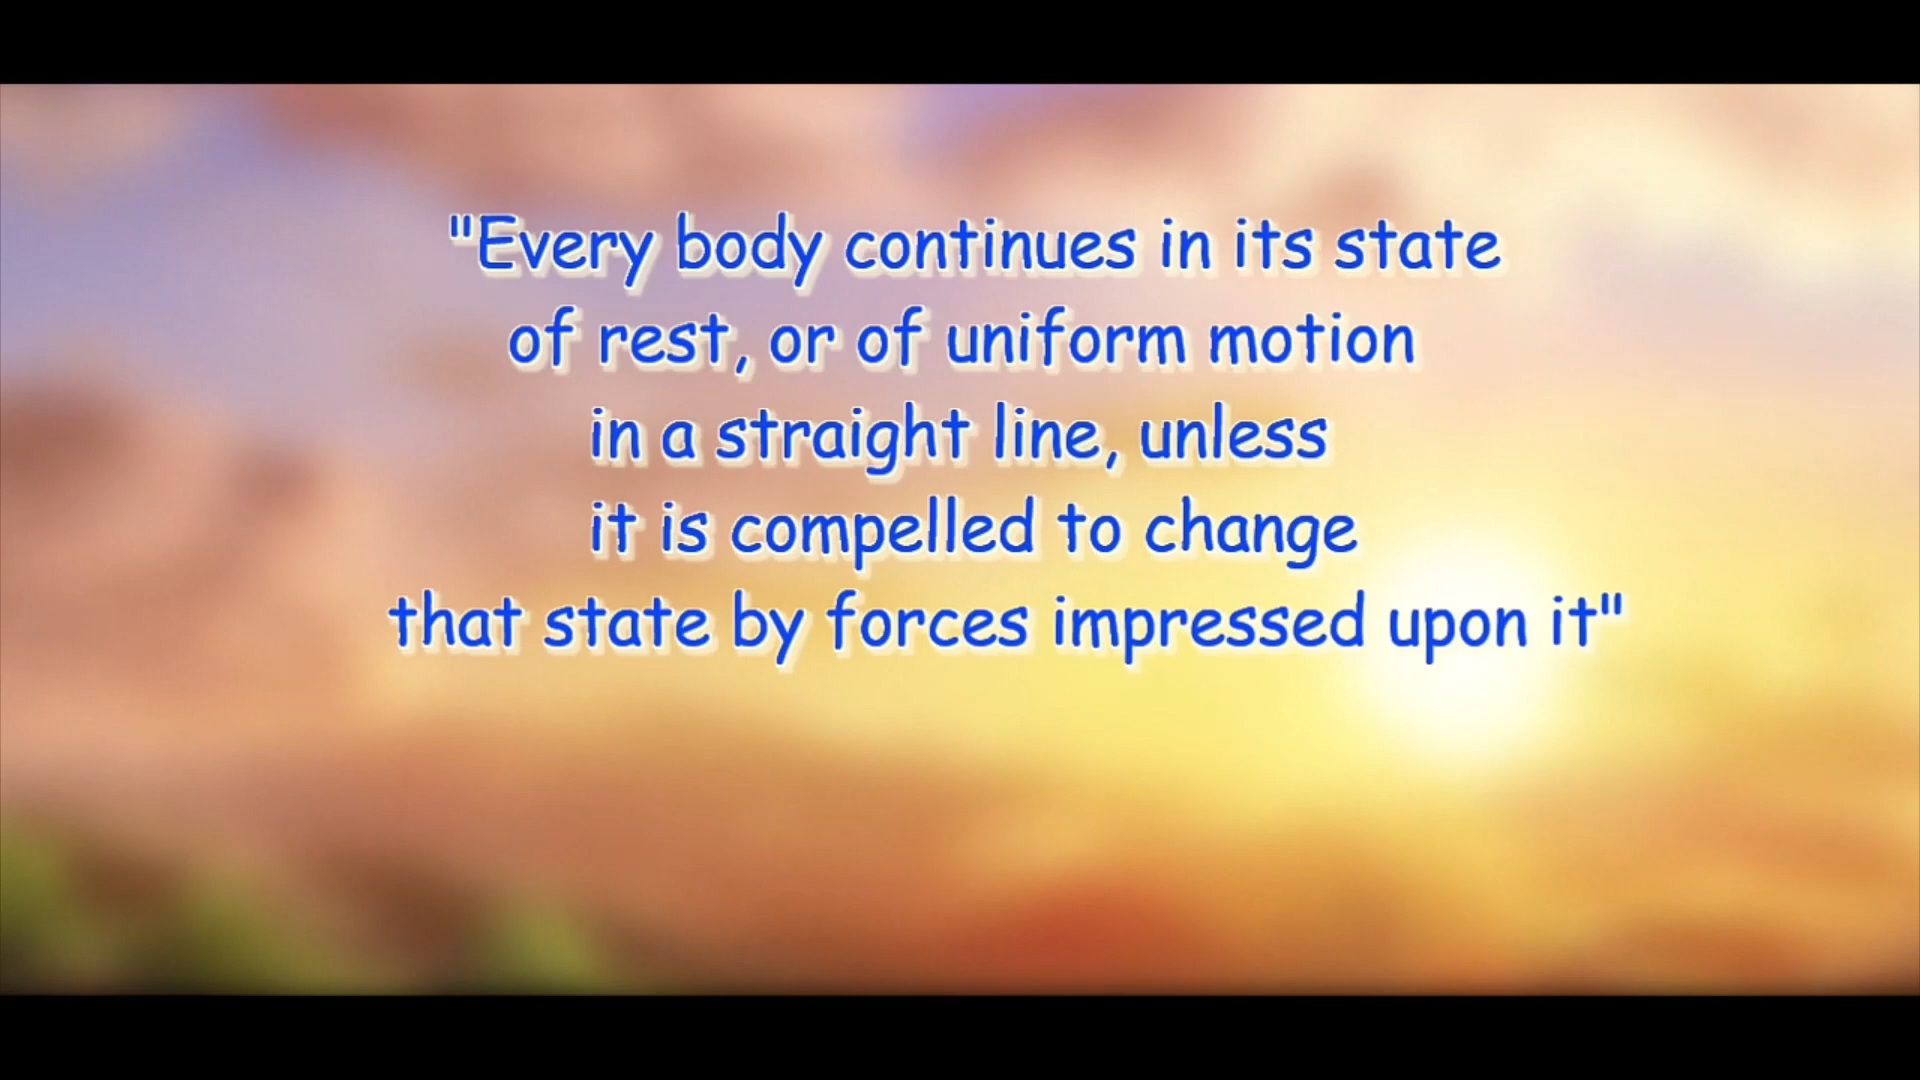 "Every body continues in its state
of rest, or of uniform motion
in a straight line, unless
it is compelled to change
that state by forces impressed upon it"